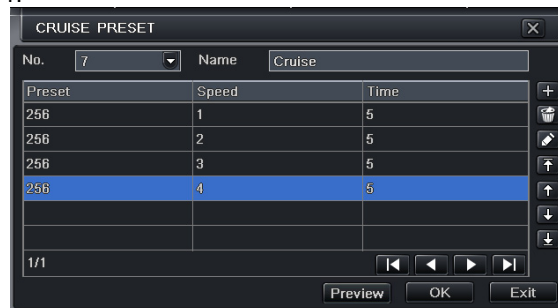 CRUISE PRESET
No. 7 Name Cruise
Preset Speed Time
256 1 5
256 2 5
256 3 5
256 4 5
1/1
Preview OK Exit